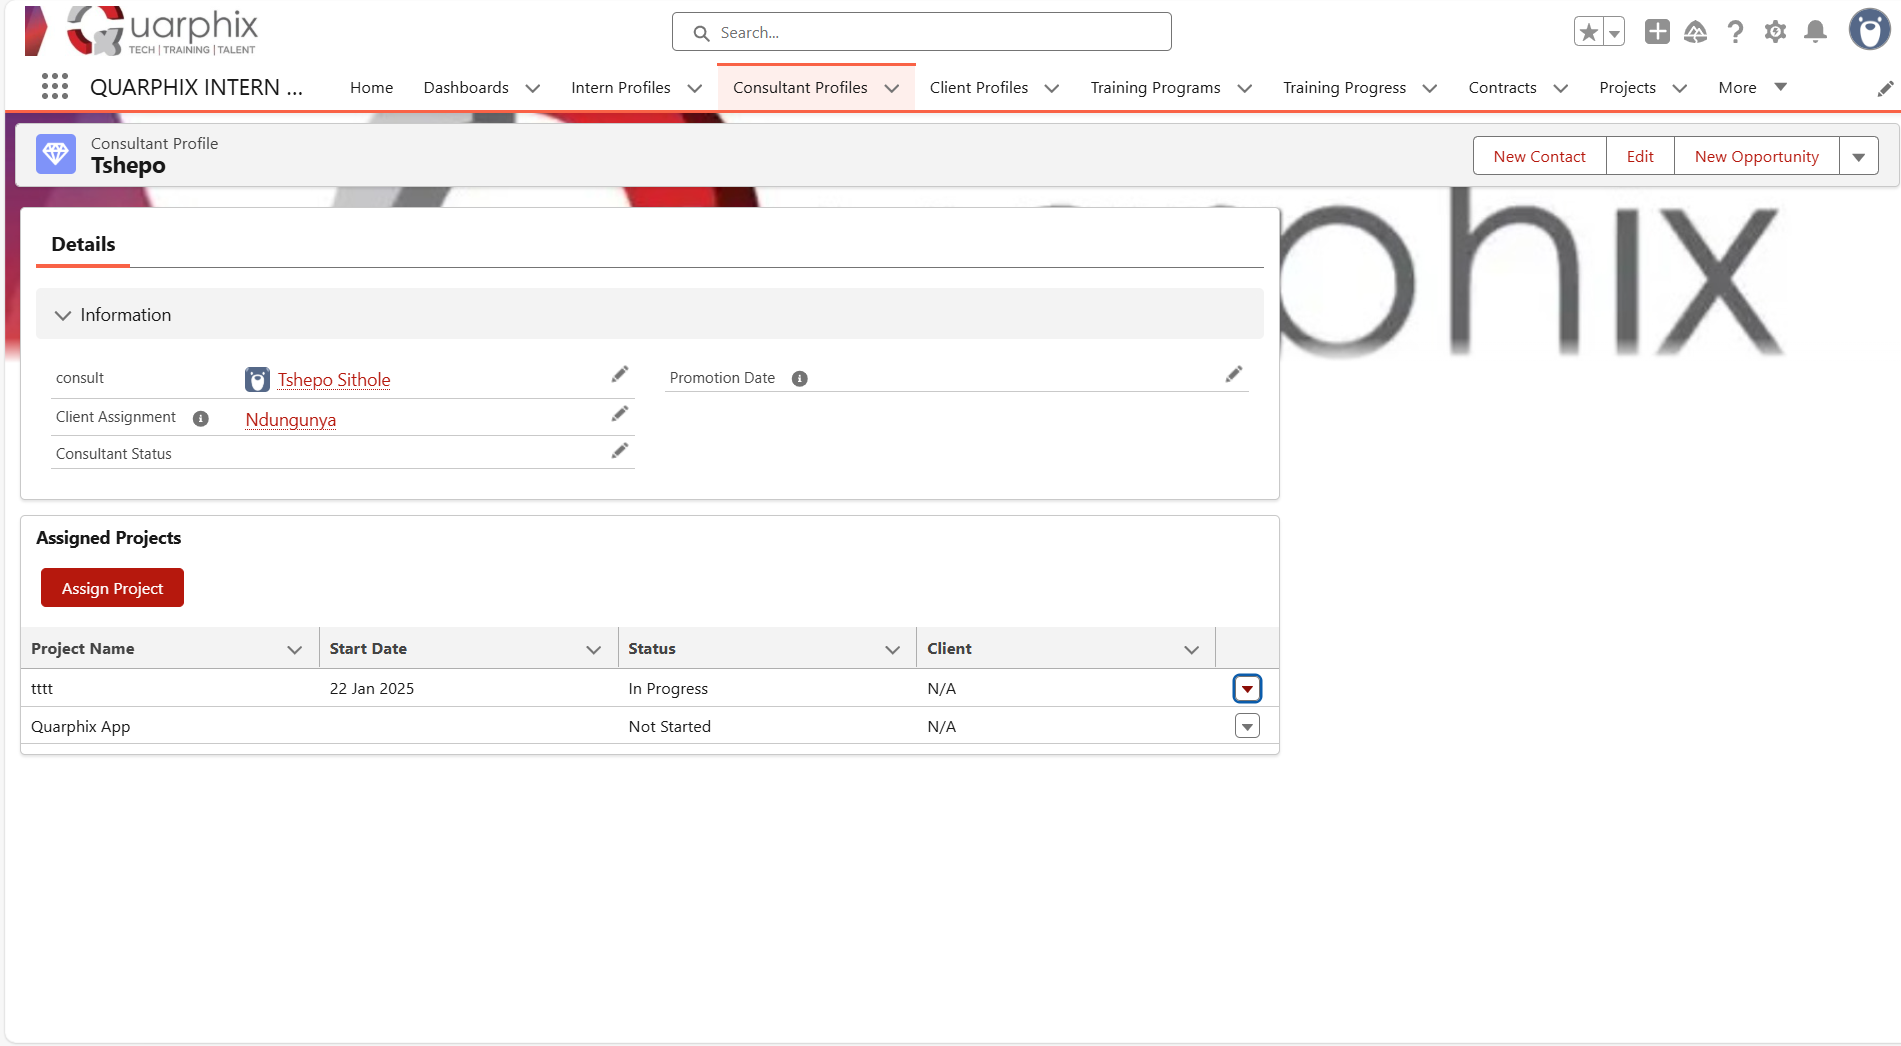 uarphix
TECH | TRAINING | TALENT
Search...
QUARPHIX INTERN ...
Home
Dashboards
Intern Profiles
Consultant Profiles
Client Profiles
Training Programs
Training Progress
Contracts
Projects
More
Consultant Profile
Tshepo
New Contact
Edit
New Opportunity
phix
Details
Information
consult
Tshepo Sithole
Promotion Date
Client Assignment
Ndungunya
Consultant Status
Assigned Projects
Assign Project
Project Name Start Date Status Client
tttt 22 Jan 2025 In Progress N/A
Quarphix App Not Started N/A